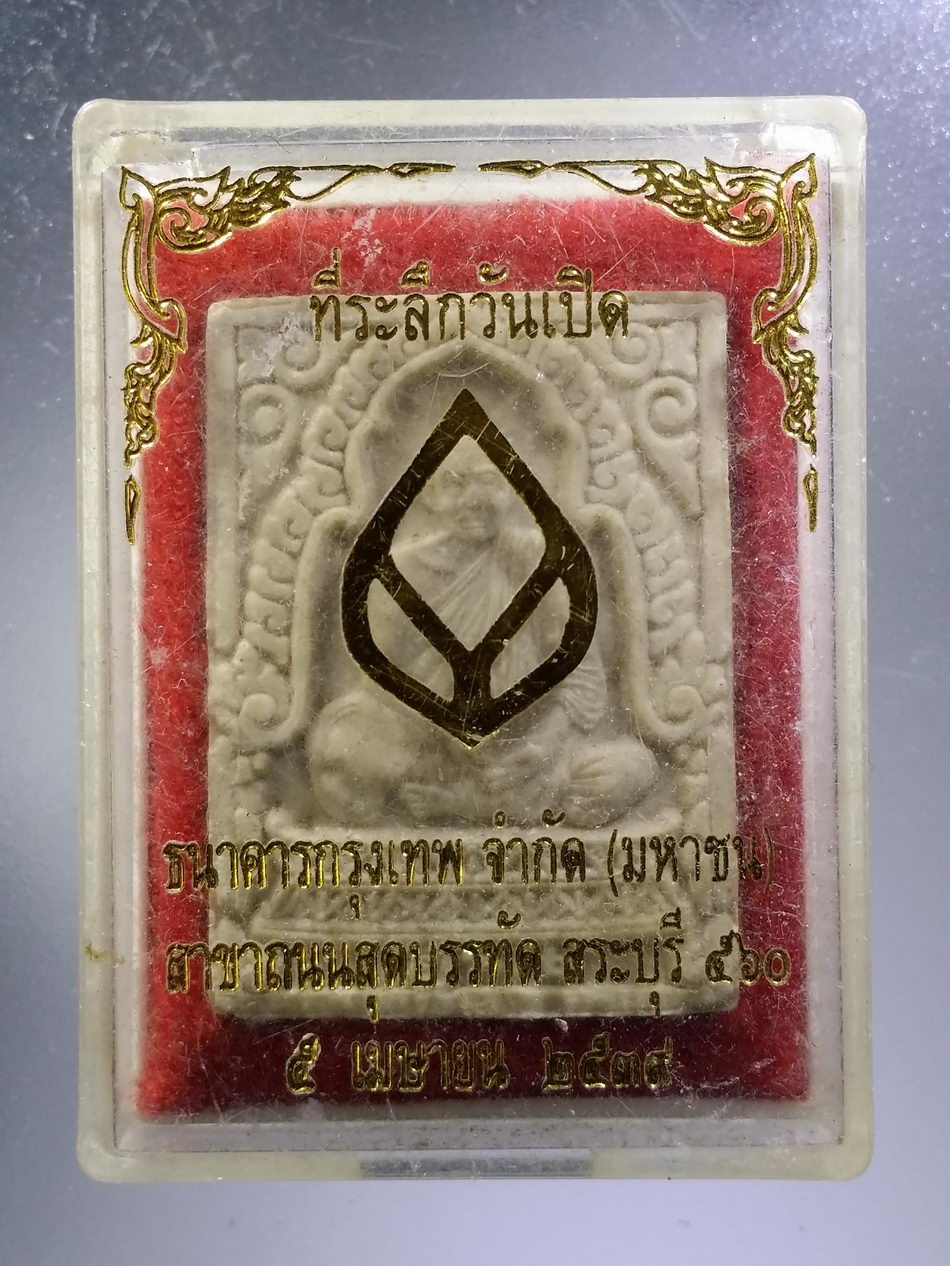 ที่ระลึกวันเปิด
ธนาคารกรุงเทพ จำกัด (มหาชน)
สาขาถนนสุดบรรทัด สระบุรี ๕๖๐
๕ เมษายน ๒๕๓๙